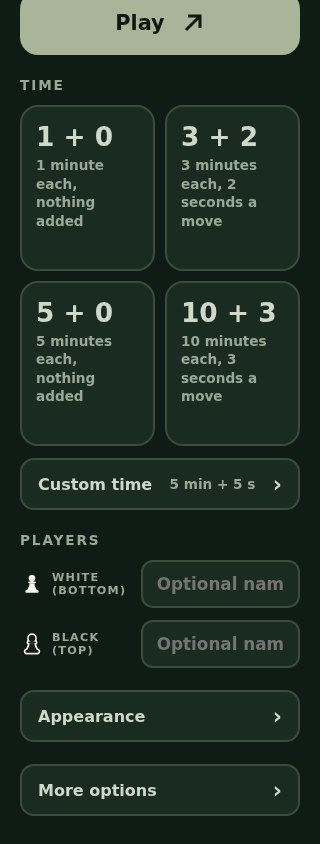 Play
TIME
1 + 0
1 minute
each,
nothing
added
3 + 2
3 minutes
each, 2
seconds a
move
5 + 0
5 minutes
each,
nothing
added
10 + 3
10 minutes
each, 3
seconds a
move
Custom time 5 min + 5 s
PLAYERS
WHITE
(BOTTOM)
Optional nam
BLACK
(TOP)
Optional nam
Appearance
More options